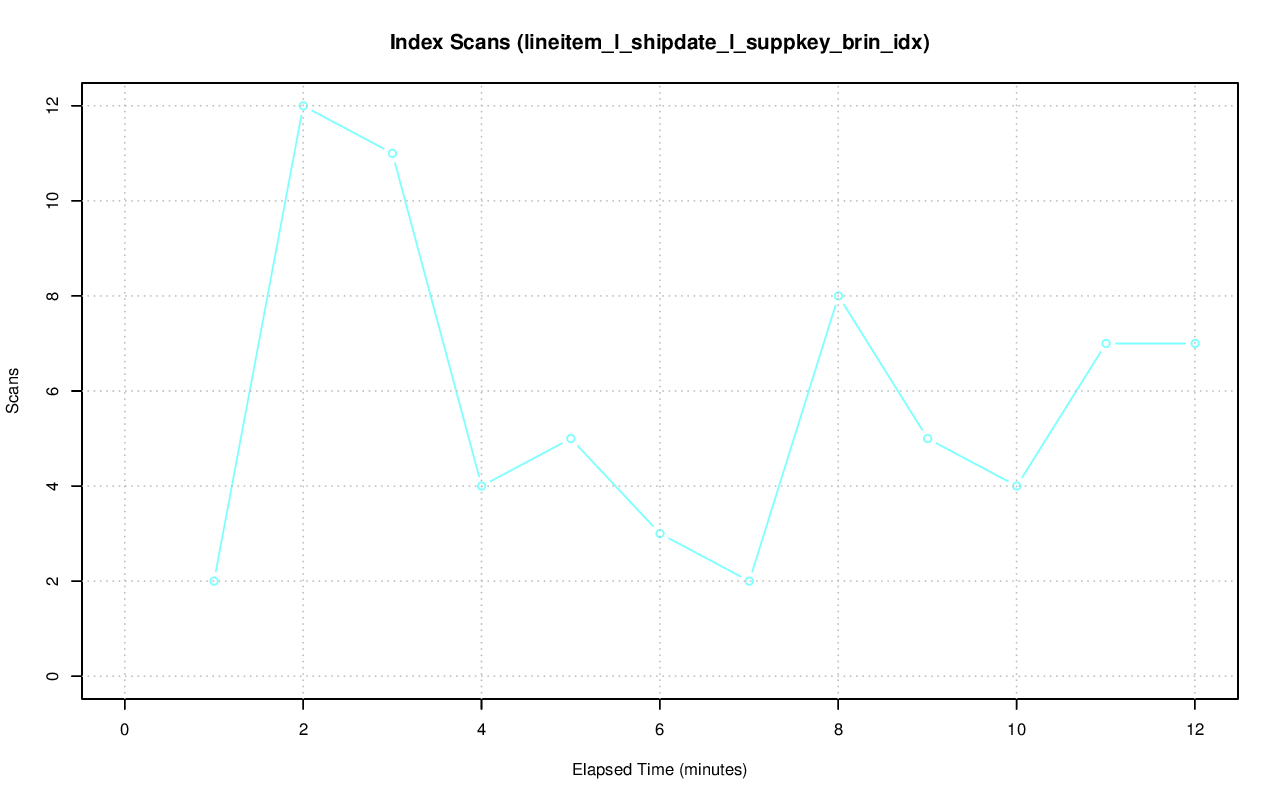 Index Scans (lineitem_l_shipdate_l_suppkey_brin_idx)
12
10
8
6
4
2
0
Scans
0 2 4 6 8 10 12
Elapsed Time (minutes)